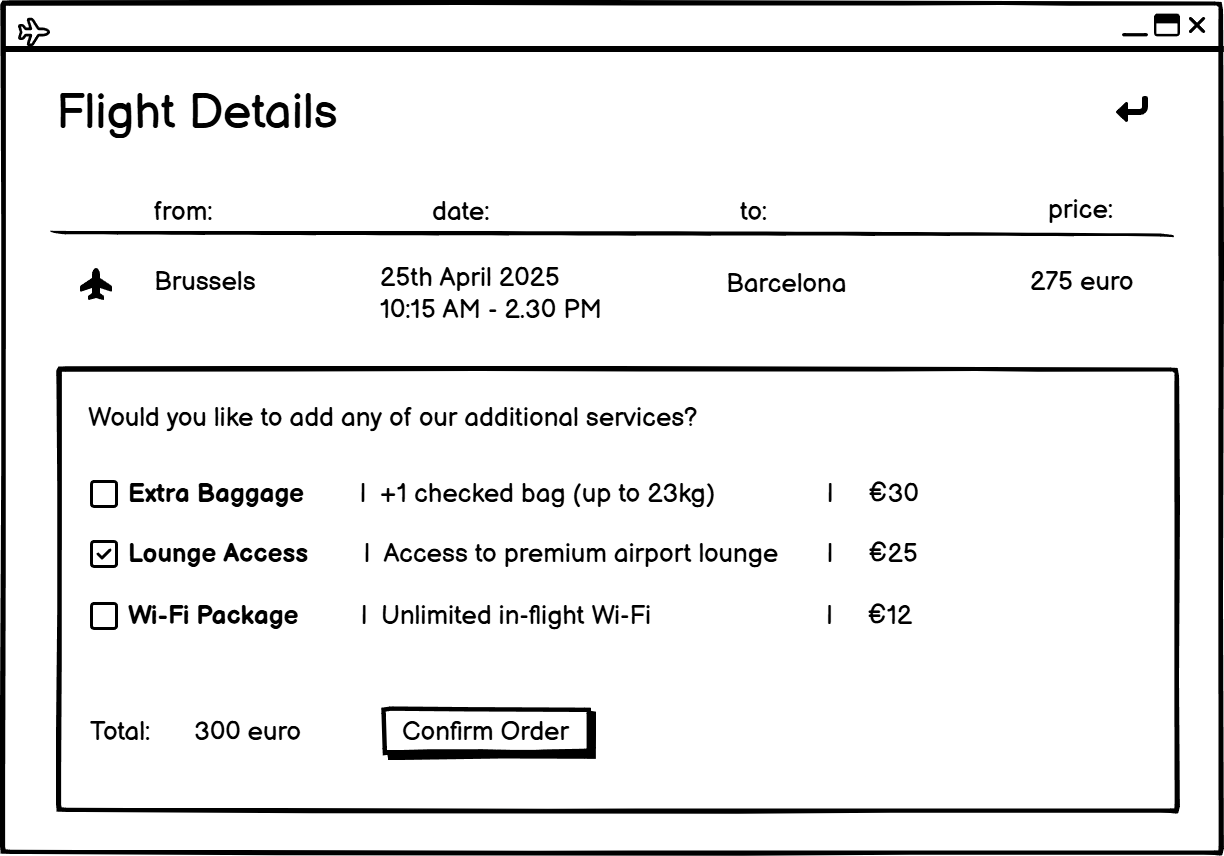 Flight Details
from: date: to: price:
Brussels 25th April 2025 Barcelona 275 euro
10:15 AM - 2.30 PM
Would you like to add any of our additional services?
Extra Baggage | +1 checked bag (up to 23kg) | €30
Lounge Access | Access to premium airport lounge | €25
Wi-Fi Package | Unlimited in-flight Wi-Fi | €12
Total: 300 euro Confirm Order